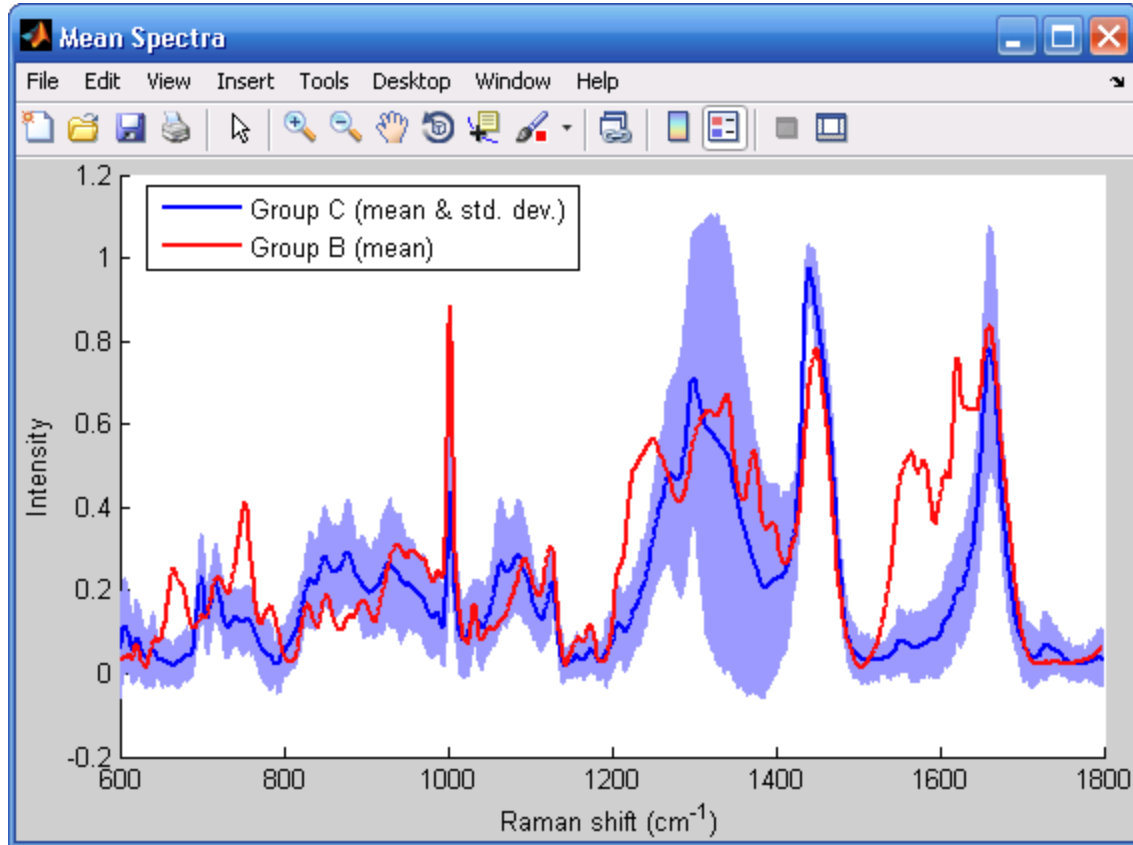 Mean Spectra
File Edit View Insert Tools Desktop Window Help
Group C (mean & std. dev.)
Group B (mean)
1.2
1
0.8
0.6
0.4
0.2
0
-0.2
Intensity
600 800 1000 1200 1400 1600 1800
Raman shift (cm⁻¹)